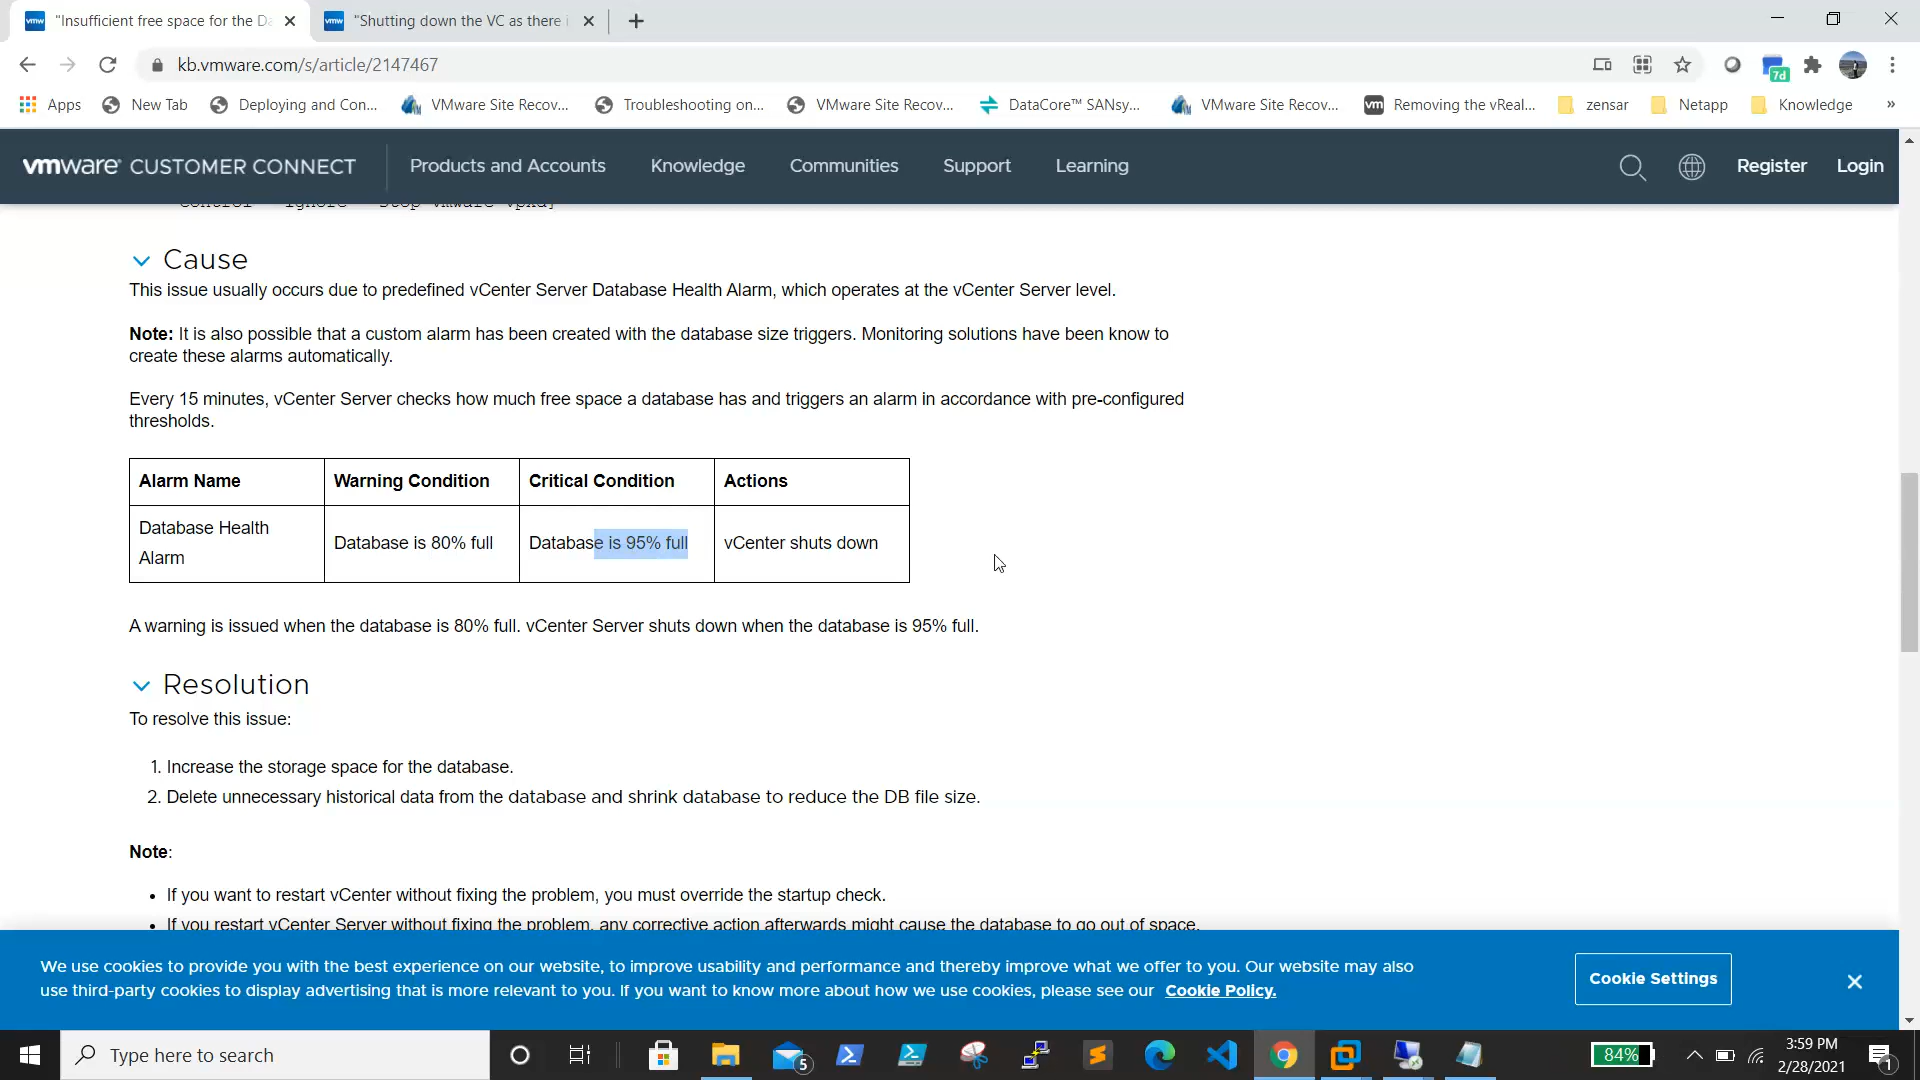 "Insufficient free space for the Da
"Shutting down the VC as there i
kb.vmware.com/s/article/2147467
7d
Apps
New Tab
Deploying and Con...
VMware Site Recov...
Troubleshooting on...
VMware Site Recov...
DataCore™ SANsy...
VMware Site Recov...
Removing the vReal...
zensar
Netapp
Knowledge
»
vmware CUSTOMER CONNECT
Products and Accounts
Knowledge
Communities
Support
Learning
Register
Login
Cause
This issue usually occurs due to predefined vCenter Server Database Health Alarm, which operates at the vCenter Server level.
Note: It is also possible that a custom alarm has been created with the database size triggers. Monitoring solutions have been know to
create these alarms automatically.
Every 15 minutes, vCenter Server checks how much free space a database has and triggers an alarm in accordance with pre-configured
thresholds.
Alarm Name
Warning Condition
Critical Condition
Actions
Database Health
Alarm
Database is 80% full
Database is 95% full
vCenter shuts down
A warning is issued when the database is 80% full. vCenter Server shuts down when the database is 95% full.
Resolution
To resolve this issue:
1. Increase the storage space for the database.
2. Delete unnecessary historical data from the database and shrink database to reduce the DB file size.
Note:
• If you want to restart vCenter without fixing the problem, you must override the startup check.
• If you restart vCenter Server without fixing the problem, any corrective action afterwards might cause the database to go out of space.
We use cookies to provide you with the best experience on our website, to improve usability and performance and thereby improve what we offer to you. Our website may also
use third-party cookies to display advertising that is more relevant to you. If you want to know more about how we use cookies, please see our Cookie Policy.
Cookie Settings
Type here to search
5
84%
3:59 PM
2/28/2021
1